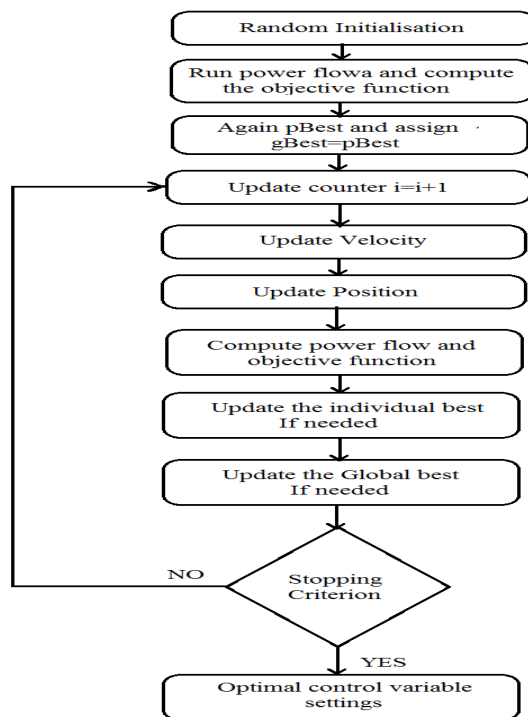 Random Initialisation
Run power flowa and compute
the objective function
Again pBest and assign
gBest=pBest
Update counter i=i+1
Update Velocity
Update Position
Compute power flow and
objective function
Update the individual best
If needed
Update the Global best
If needed
NO
Stopping
Criterion
YES
Optimal control variable
settings